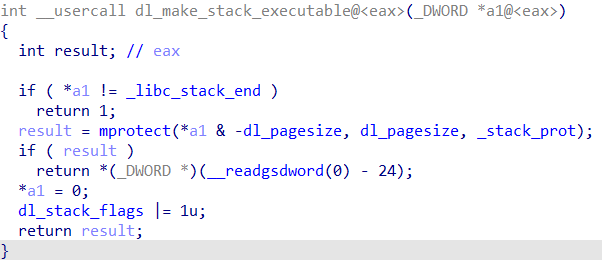 int __usercall dl_make_stack_executable@<eax>(_DWORD *a1@<eax>)
{
  int result; // eax

  if ( *a1 != _libc_stack_end )
    return 1;
  result = mprotect(*a1 & -dl_pagesize, dl_pagesize, _stack_prot);
  if ( result )
    return *(_DWORD *)(__readgsdword(0) - 24);
  *a1 = 0;
  dl_stack_flags |= 1u;
  return result;
}